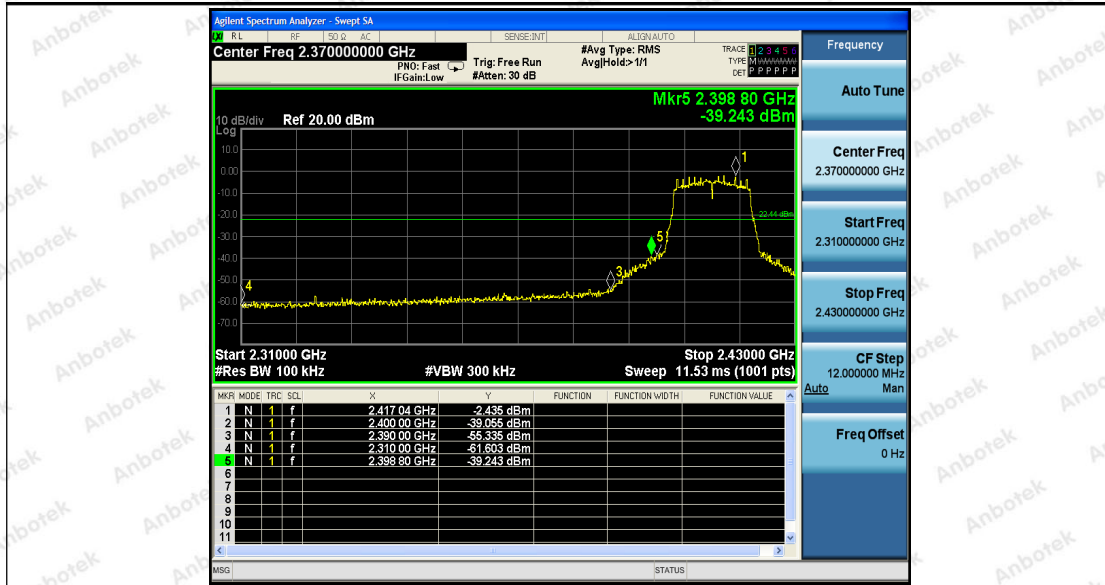 Agilent Spectrum Analyzer - Swept SA
LXI RL RF 50 Ω AC SENSE:INT ALIGNAUTO
Center Freq 2.370000000 GHz
PNO: Fast
IFGain:Low
Trig: Free Run
#Atten: 30 dB
#Avg Type: RMS
Avg|Hold:>1/1
TRACE 1 2 3 4 5 6
TYPE M
DET P P P P P P
Mkr5 2.398 80 GHz
-39.243 dBm
10 dB/div Ref 20.00 dBm
Log
10.0
0.00
-10.0
-20.0
-30.0
-40.0
-50.0
-60.0
-70.0
1
-22.44 dBm
5
3
4
Start 2.31000 GHz Stop 2.43000 GHz
#Res BW 100 kHz #VBW 300 kHz Sweep 11.53 ms (1001 pts)
MKR MODE TRC SCL X Y FUNCTION FUNCTION WIDTH FUNCTION VALUE
1 N 1 f 2.417 04 GHz -2.435 dBm
2 N 1 f 2.400 00 GHz -39.055 dBm
3 N 1 f 2.390 00 GHz -55.335 dBm
4 N 1 f 2.310 00 GHz -61.603 dBm
5 N 1 f 2.398 80 GHz -39.243 dBm
6
7
8
9
10
11
MSG STATUS
Frequency
Auto Tune
Center Freq
2.370000000 GHz
Start Freq
2.310000000 GHz
Stop Freq
2.430000000 GHz
CF Step
12.000000 MHz
Auto Man
Freq Offset
0 Hz
Anbotek